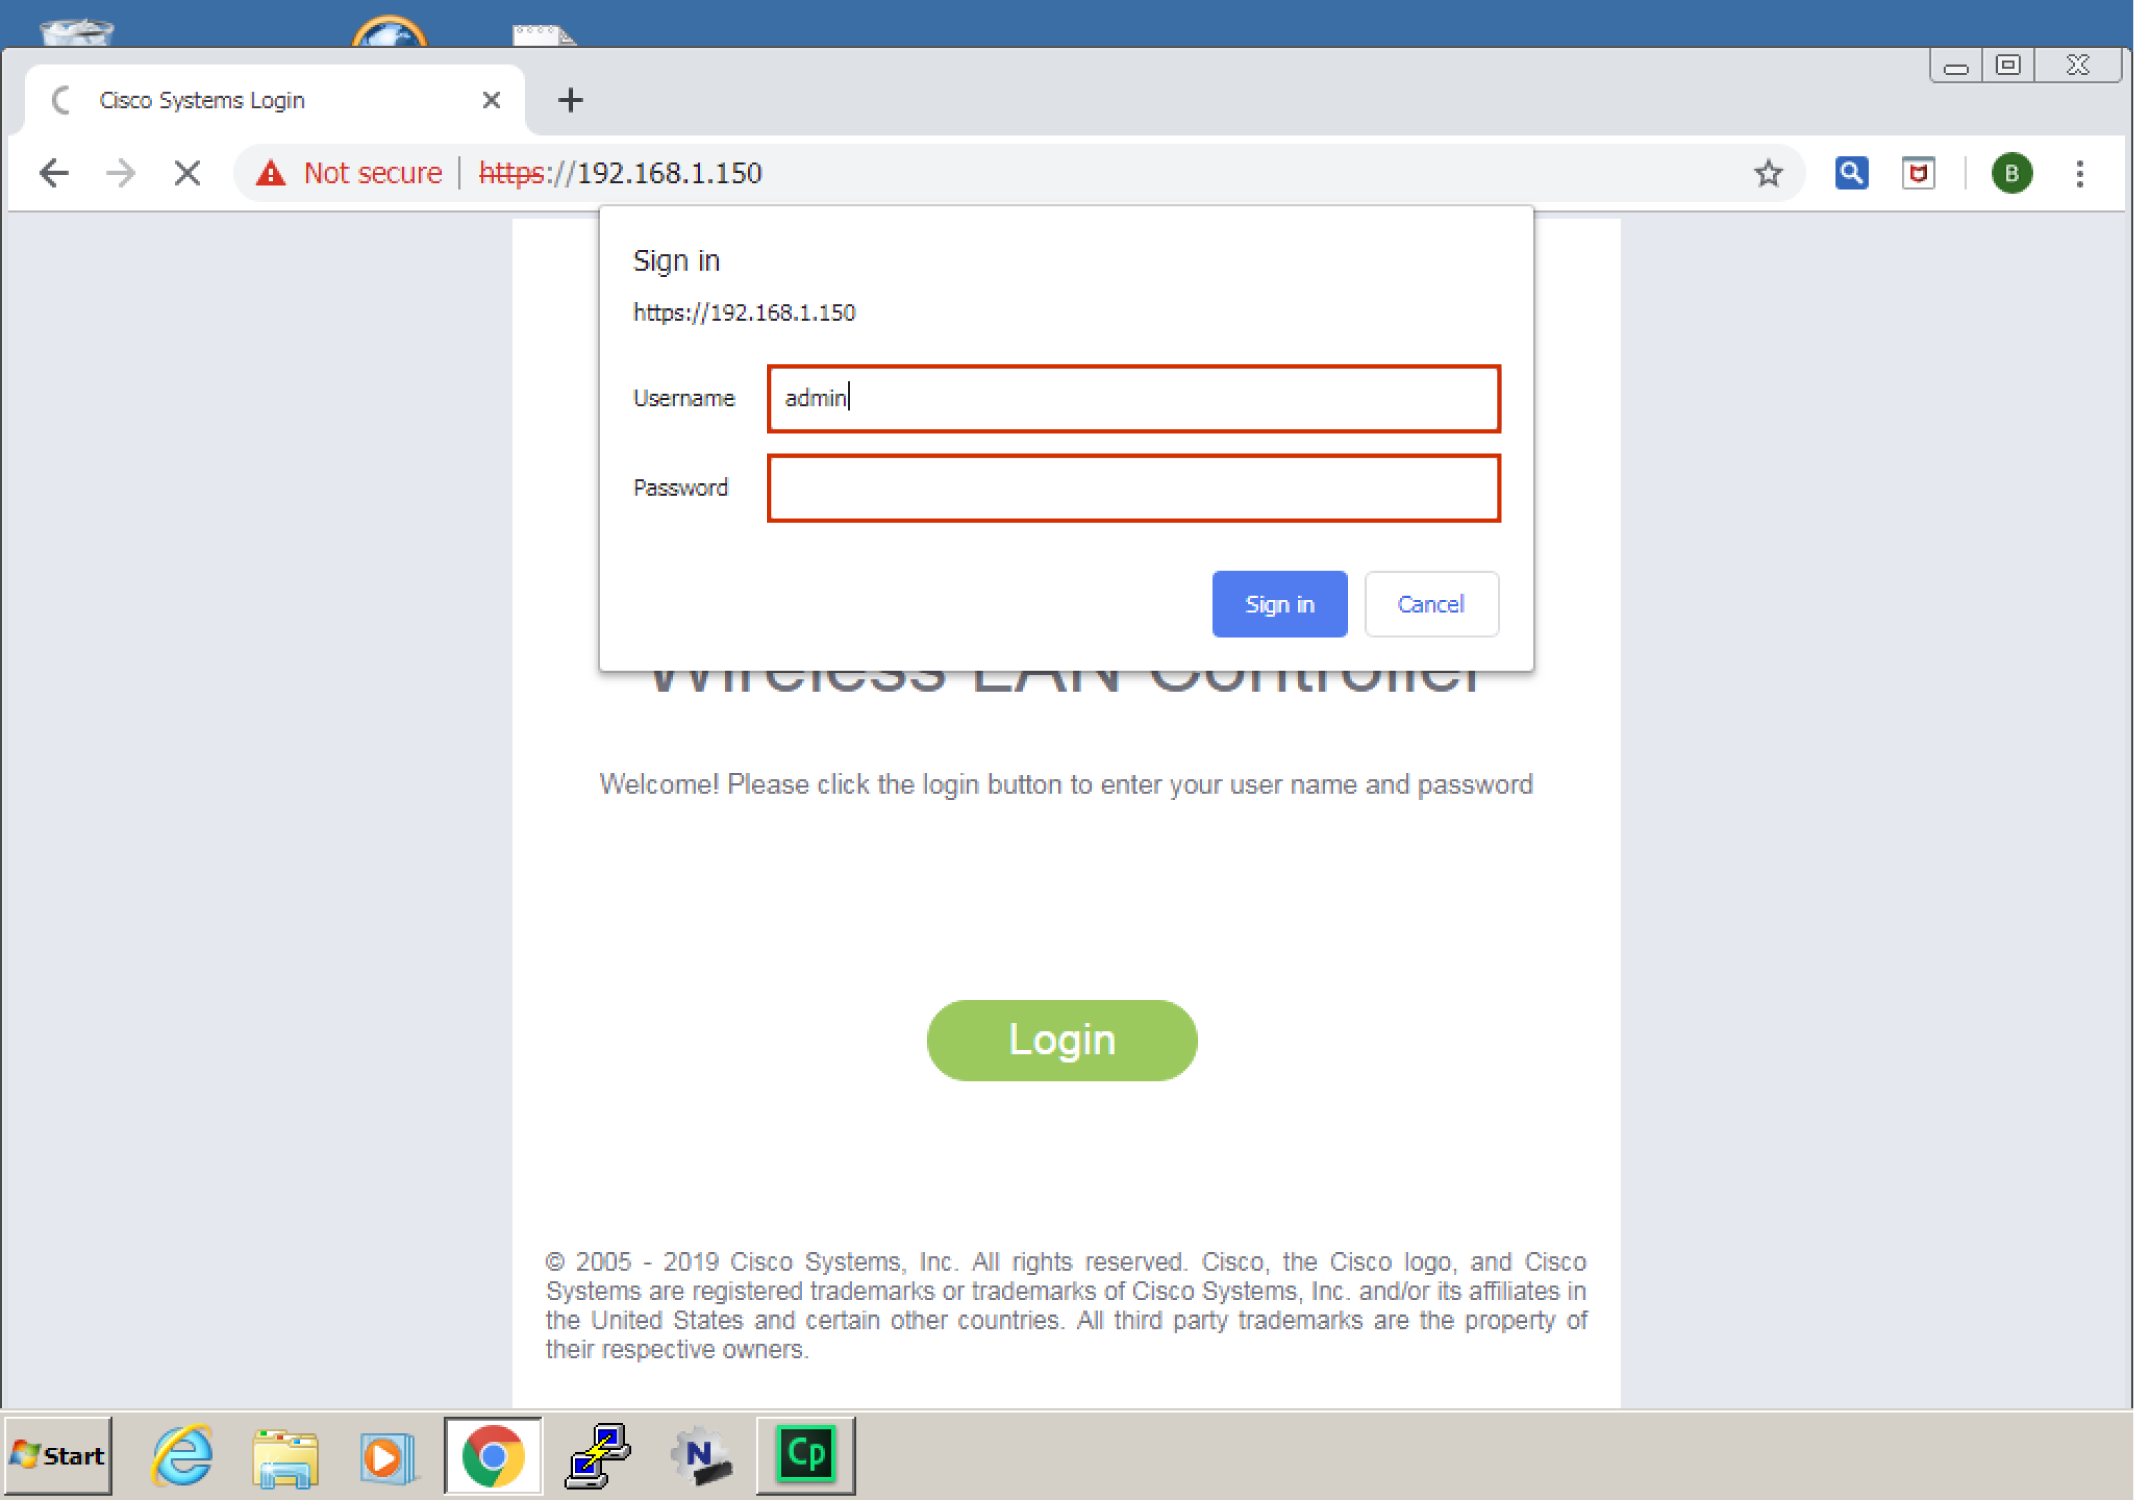 Cisco Systems Login
Not secure | https://192.168.1.150
B
Sign in
https://192.168.1.150
Username admin
Password
Sign in Cancel
Wireless LAN Controller
Welcome! Please click the login button to enter your user name and password
Login
© 2005 - 2019 Cisco Systems, Inc. All rights reserved. Cisco, the Cisco logo, and Cisco
Systems are registered trademarks or trademarks of Cisco Systems, Inc. and/or its affiliates in
the United States and certain other countries. All third party trademarks are the property of
their respective owners.
Start N Cp